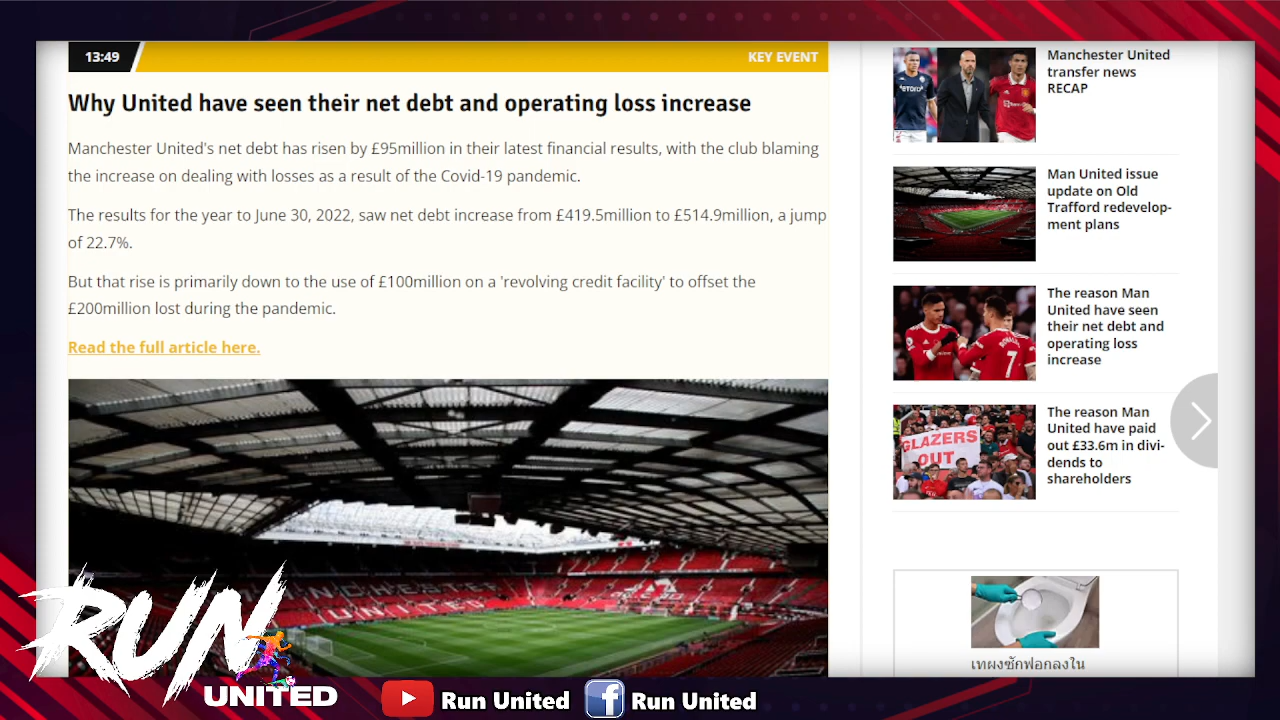 13:49
KEY EVENT
Why United have seen their net debt and operating loss increase
Manchester United's net debt has risen by £95million in their latest financial results, with the club blaming
the increase on dealing with losses as a result of the Covid-19 pandemic.
The results for the year to June 30, 2022, saw net debt increase from £419.5million to £514.9million, a jump
of 22.7%.
But that rise is primarily down to the use of £100million on a 'revolving credit facility' to offset the
£200million lost during the pandemic.
Read the full article here.
UNITED
Manchester United
transfer news
RECAP
Man United issue
update on Old
Trafford redevelop-
ment plans
The reason Man
United have seen
their net debt and
operating loss
increase
RONALDO
7
The reason Man
United have paid
out £33.6m in divi-
dends to
shareholders
GLAZERS
OUT
เทผงซักฟอกลงใน
RUN
UNITED
Run United
Run United